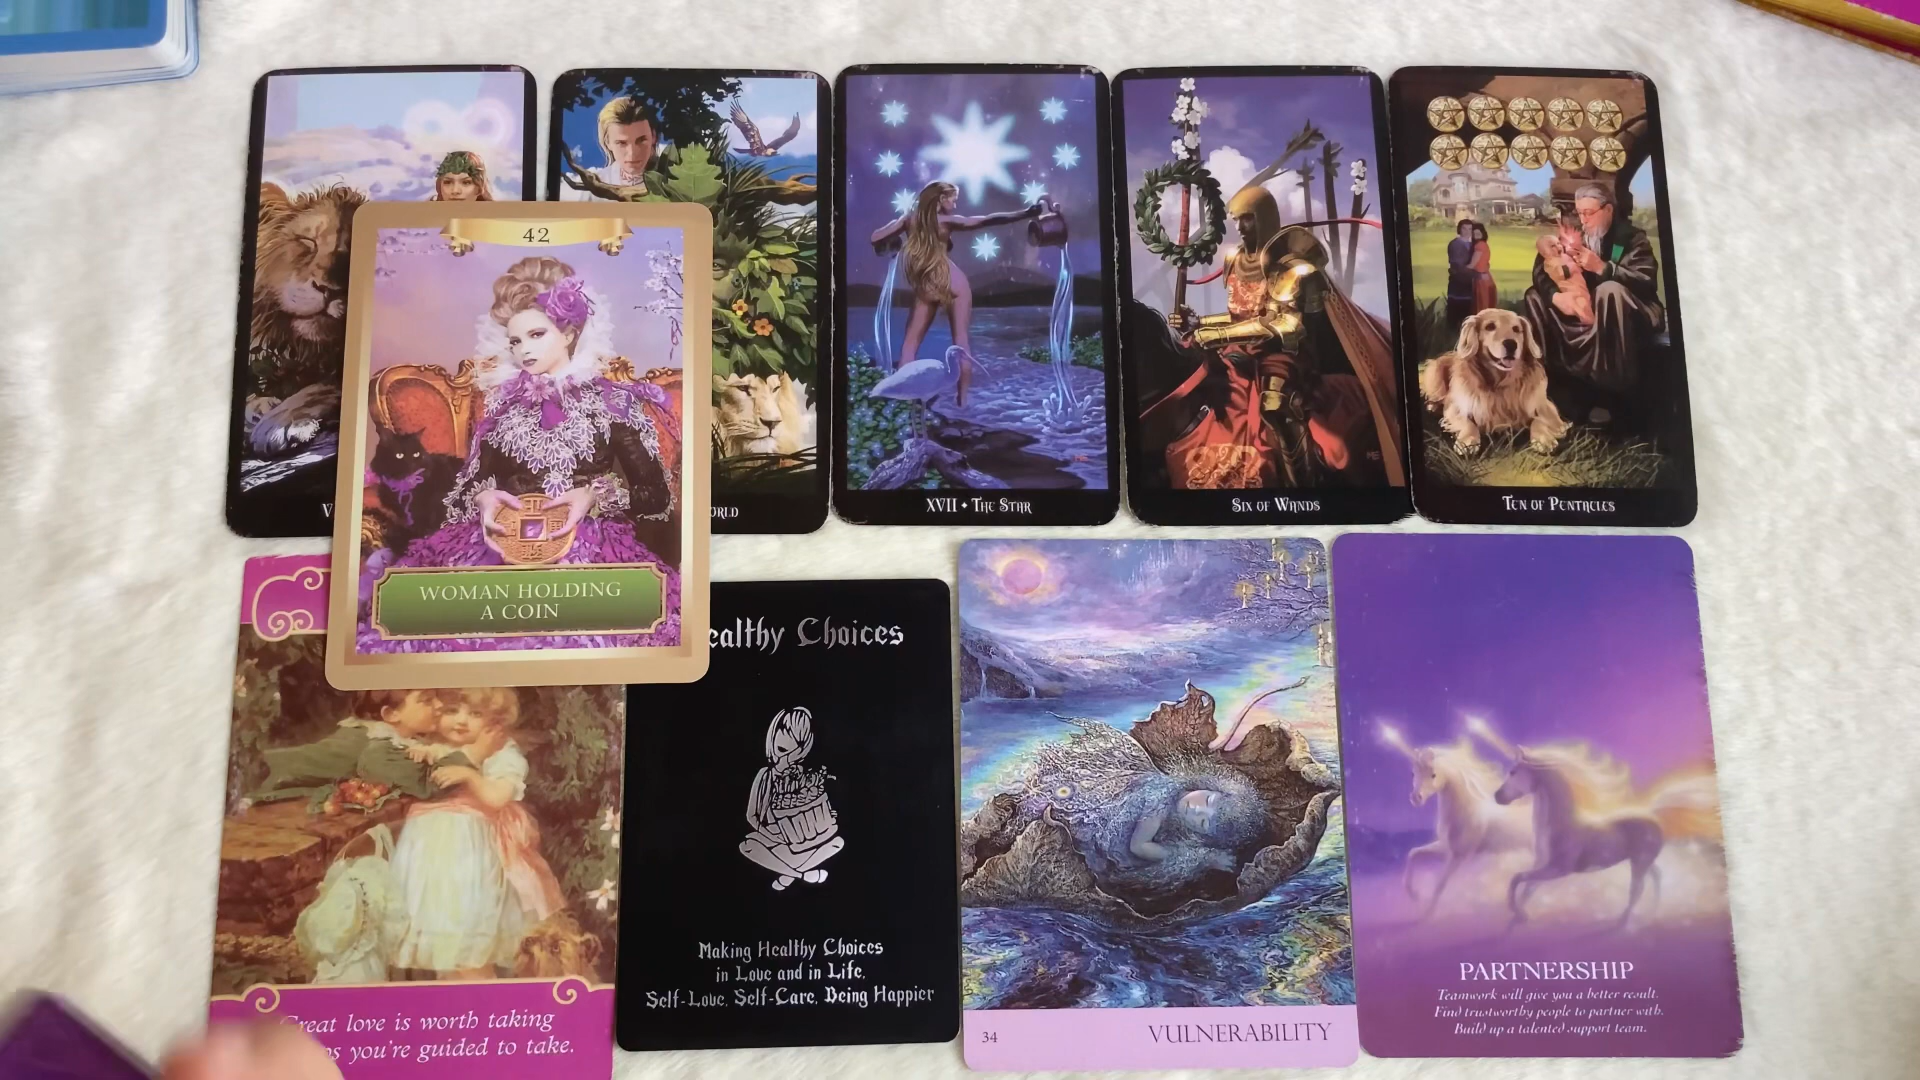 42
WOMAN HOLDING
A COIN
XVII • THE STAR
SIX OF WANDS
TEN OF PENTACLES
Choices
Making Healthy Choices
in Love and in Life,
Self-Love, Self-Care, Being Happier
Great love is worth taking
you're guided to take.
34
VULNERABILITY
PARTNERSHIP
Teamwork will give you a better result.
Find trustworthy people to partner with.
Build up a talented support team.